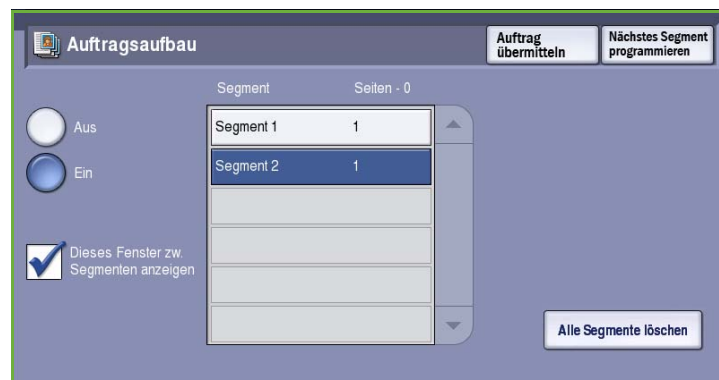 Auftragsaufbau
Auftrag
übermitteln
Nächstes Segment
programmieren
Segment Seiten - 0
Aus
Ein
Segment 1 1
Segment 2 1
Dieses Fenster zw.
Segmenten anzeigen
Alle Segmente löschen